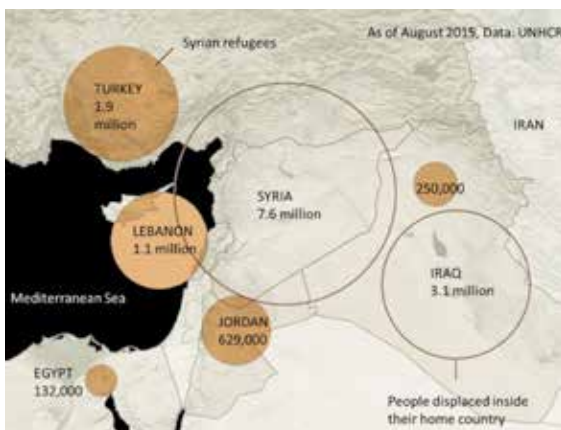 Syrian refugees
As of August 2015, Data: UNHCR
TURKEY
1.9
million
IRAN
250,000
SYRIA
7.6 million
LEBANON
1.1 million
IRAQ
3.1million
Mediterranean Sea
JORDAN
629,000
EGYPT
132,000
People displaced inside
their home country